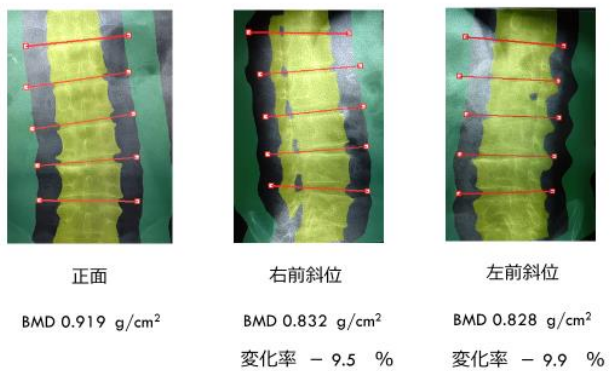 正面
右前斜位
左前斜位
BMD 0.919 g/cm²
BMD 0.832 g/cm²
BMD 0.828 g/cm²
変化率 − 9.5 %
変化率 − 9.9 %